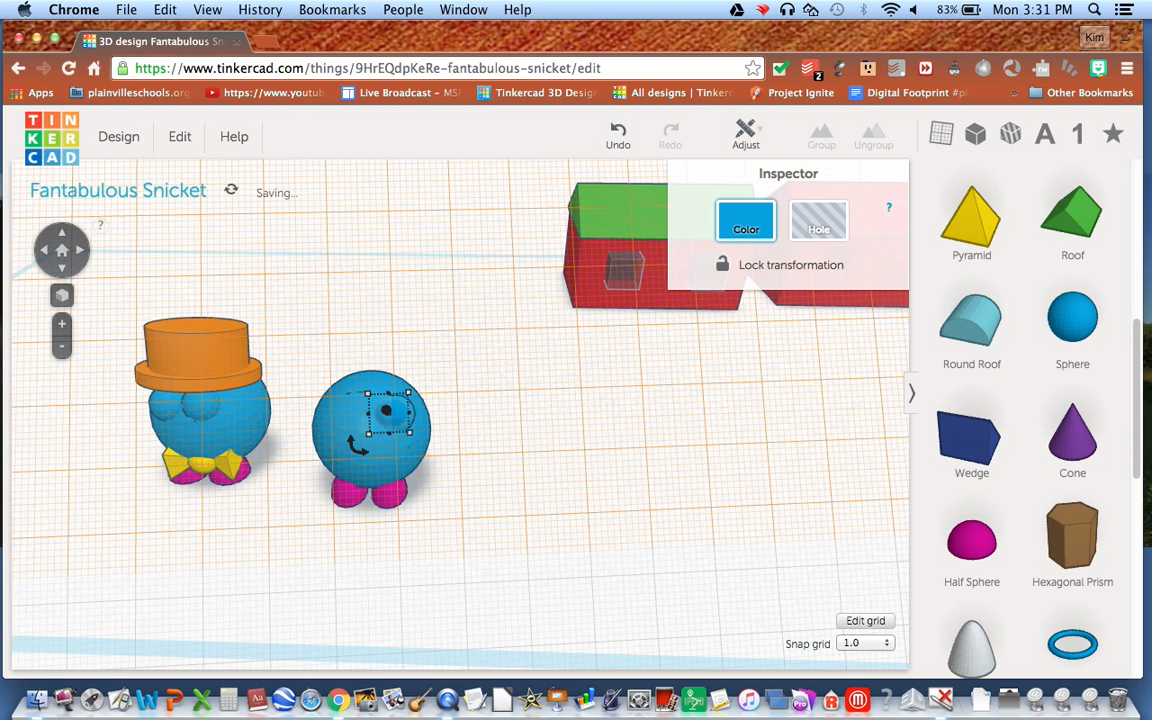 Chrome File Edit View History Bookmarks People Window Help 83% Mon 3:31 PM
3D design Fantabulous Sn Kim
https://www.tinkercad.com/things/9HrEQdpKeRe-fantabulous-snicket/edit 2
Apps plainvilleschools.org https://www.youtub Live Broadcast - MS Tinkercad 3D Desig All designs | Tinker Project Ignite Digital Footprint #p » Other Bookmarks
TIN
KER
CAD
Design Edit Help Undo Redo Adjust Group Ungroup A 1
Fantabulous Snicket Saving...
?
Inspector
Color Hole ?
Lock transformation
Pyramid Roof
Round Roof Sphere
Wedge Cone
Half Sphere Hexagonal Prism
Edit grid
Snap grid 1.0